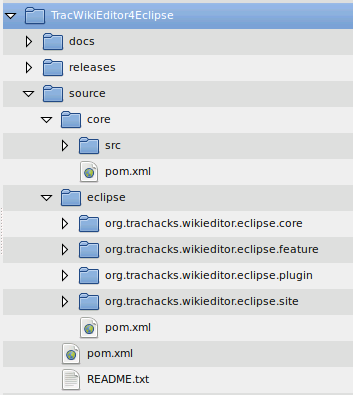 TracWikiEditor4Eclipse
docs
releases
source
core
src
pom.xml
eclipse
org.trachacks.wikieditor.eclipse.core
org.trachacks.wikieditor.eclipse.feature
org.trachacks.wikieditor.eclipse.plugin
org.trachacks.wikieditor.eclipse.site
pom.xml
pom.xml
README.txt